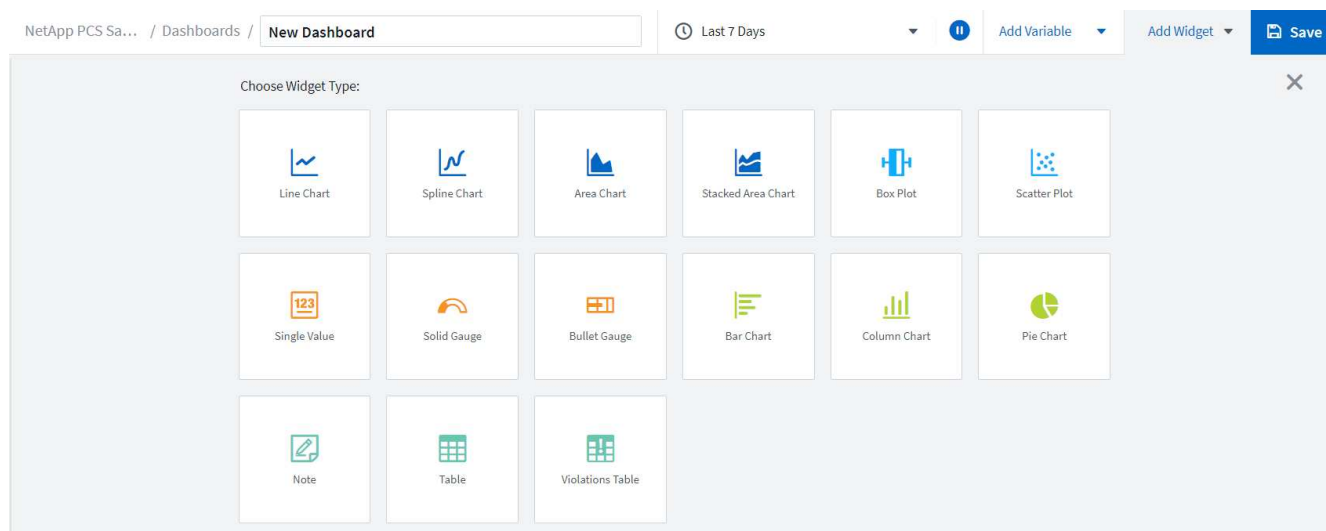 NetApp PCS Sa... / Dashboards / New Dashboard Last 7 Days Add Variable Add Widget Save
Choose Widget Type:
Line Chart Spline Chart Area Chart Stacked Area Chart Box Plot Scatter Plot
123
Single Value Solid Gauge Bullet Gauge Bar Chart Column Chart Pie Chart
Note Table Violations Table